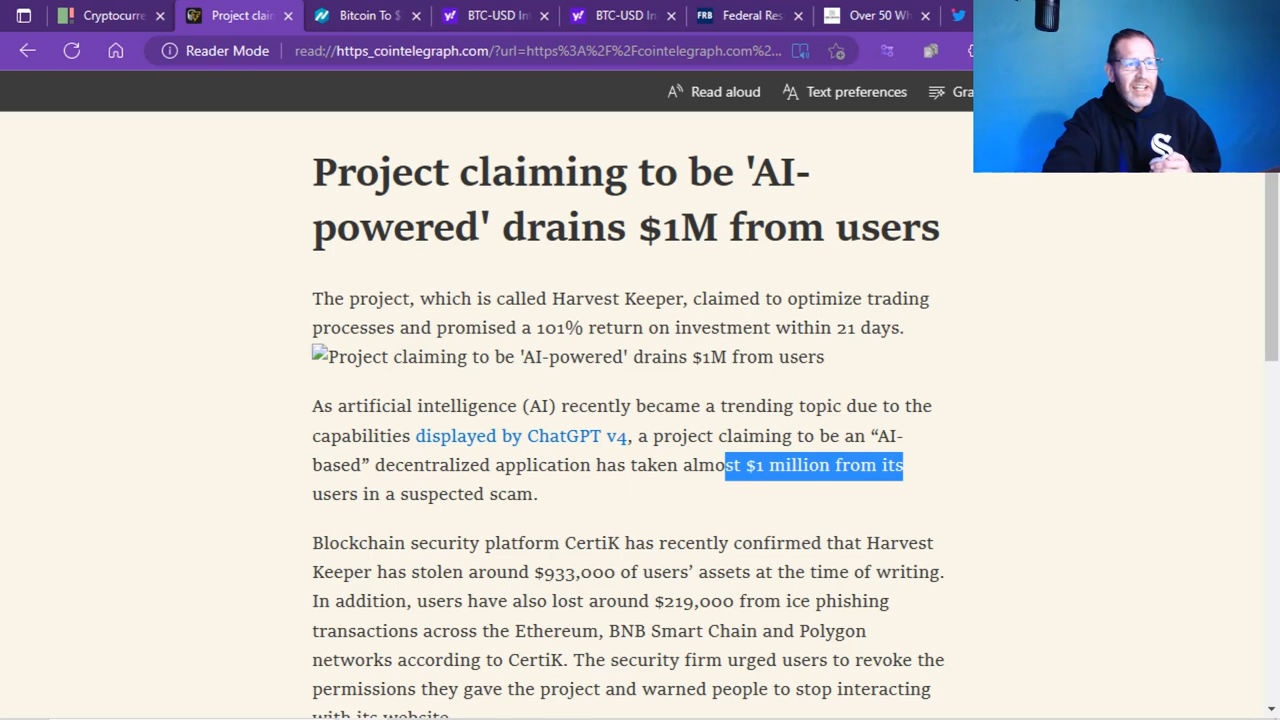 Cryptocurre
Project clain
Bitcoin To $
BTC-USD In
BTC-USD In
FRB
Federal Res
Over 50 Wh
Reader Mode
read://https_cointelegraph.com/?url=https%3A%2F%2Fcointelegraph.com%2...
Read aloud
Text preferences
Gra
Project claiming to be 'AI-
powered' drains $1M from users
The project, which is called Harvest Keeper, claimed to optimize trading
processes and promised a 101% return on investment within 21 days.
Project claiming to be 'AI-powered' drains $1M from users
As artificial intelligence (AI) recently became a trending topic due to the
capabilities displayed by ChatGPT v4, a project claiming to be an “AI-
based” decentralized application has taken almost $1 million from its
users in a suspected scam.
Blockchain security platform CertiK has recently confirmed that Harvest
Keeper has stolen around $933,000 of users’ assets at the time of writing.
In addition, users have also lost around $219,000 from ice phishing
transactions across the Ethereum, BNB Smart Chain and Polygon
networks according to CertiK. The security firm urged users to revoke the
permissions they gave the project and warned people to stop interacting
with its website.